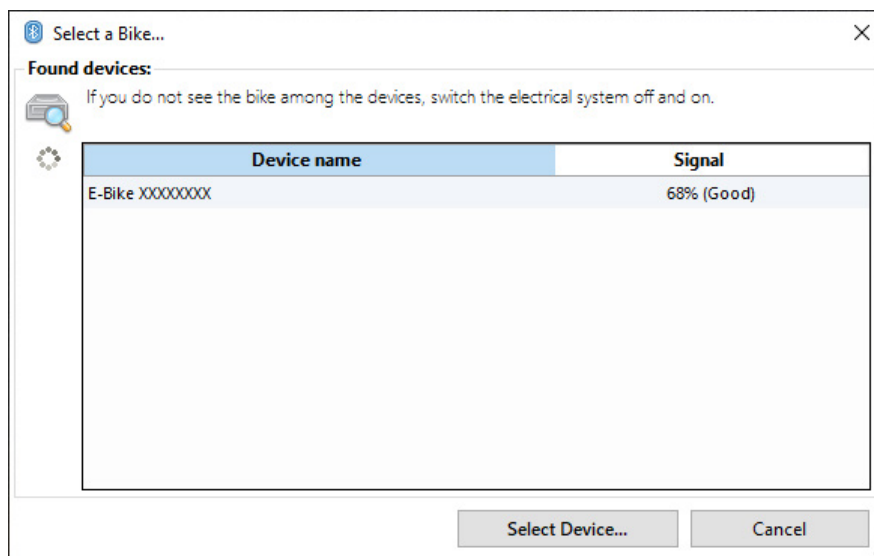 Select a Bike...
Found devices:
If you do not see the bike among the devices, switch the electrical system off and on.
Device name Signal
E-Bike XXXXXXXX 68% (Good)
Select Device... Cancel